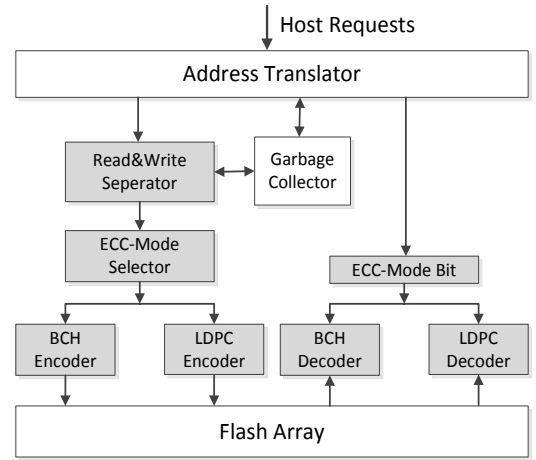 Host Requests
Address Translator
Read&Write
Seperator
Garbage
Collector
ECC-Mode
Selector
ECC-Mode Bit
BCH
Encoder
LDPC
Encoder
BCH
Decoder
LDPC
Decoder
Flash Array